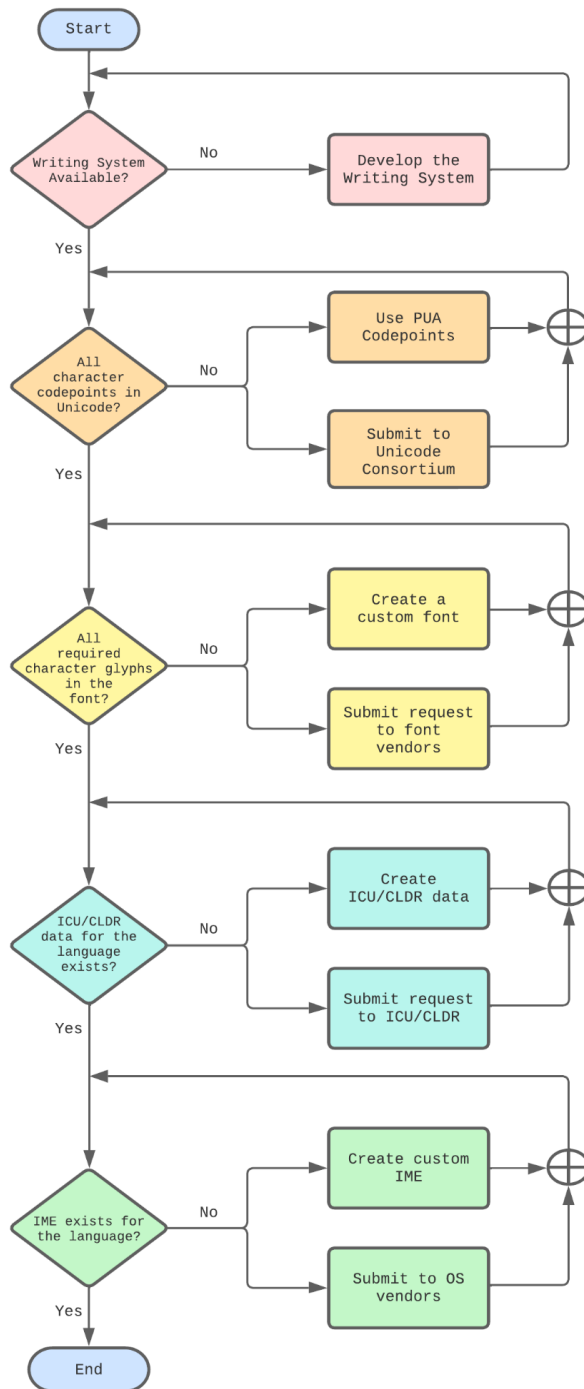 Start
Writing System
Available?
No
Develop the
Writing System
Yes
All
character
codepoints in
Unicode?
No
Use PUA
Codepoints
Submit to
Unicode
Consortium
Yes
All
required
character glyphs
in the
font?
No
Create a
custom font
Submit request
to font
vendors
Yes
ICU/CLDR
data for the
language
exists?
No
Create
ICU/CLDR data
Submit request
to ICU/CLDR
Yes
IME exists for
the language?
No
Create custom
IME
Submit to OS
vendors
Yes
End